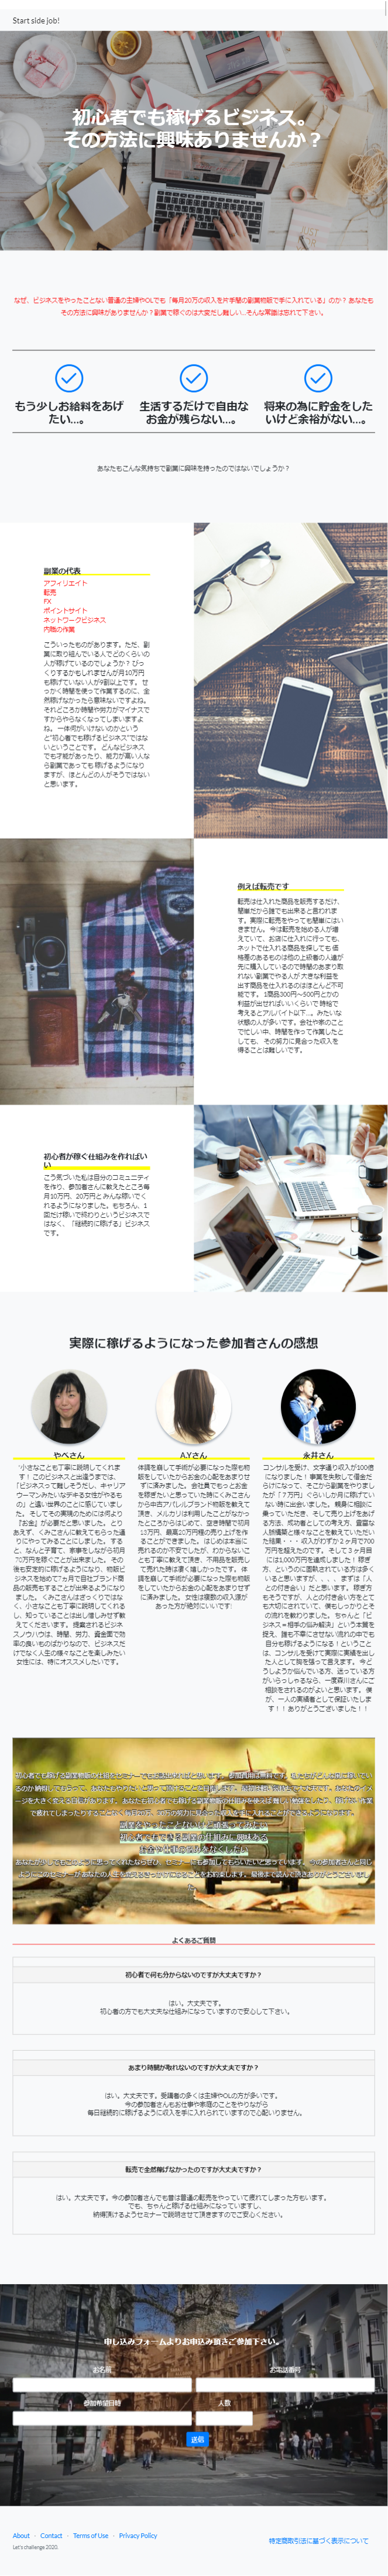 Start side job!
初心者でも稼げるビジネス。
その方法に興味ありませんか？
なぜ、ビジネスをやったことない普通の主婦やOLでも「毎月20万の収入を片手間の副業物販で手に入れている」のか？ あなたも
その方法に興味がありませんか？副業で稼ぐのは大変だし難しい…そんな常識は忘れて下さい。
もう少しお給料をあげ
たい…。
生活するだけで自由な
お金が残らない…。
将来の為に貯金をした
いけど余裕がない…。
あなたもこんな気持ちで副業に興味を持ったのではないでしょうか？
副業の代表
アフィリエイト
転売
FX
ポイントサイト
ネットワークビジネス
内職の作業
こういったものがあります。ただ、副
業に取り組んでいる人でどのくらいの
人が稼げているのでしょうか？ びっ
くりするかもしれませんが月10万円
も稼げていない人が9割以上です。 せ
っかく時間を使って作業するのに、全
然稼げなかったら意味ないですよね。
それどころか時間や労力がマイナスで
すからやらなくなってしまいますよ
ね。 一体何がいけないのかという
と"初心者でも稼げるビジネス"ではな
いということです。 どんなビジネス
でも才能があったり、能力が高い人な
ら副業であっても 稼げるようになり
ますが、ほとんどの人がそうではない
と思います。
例えば転売です
転売は仕入れた商品を販売するだけ、
簡単だから誰でも出来ると言われま
す。実際に転売をやっても簡単にはい
きません。 今は転売を始める人が増
えていて、お店に仕入れに行っても、
ネットで仕入れる商品を探しても 価
格差のあるものは他の上級者の人達が
先に購入しているので時間のあまり取
れない副業でやる人が 大きな利益を
出す商品を仕入れるのはほとんど不可
能です。 1商品300円〜500円とかの
利益が出せればいいくらいで 時給で
考えるとアルバイト以下…。みたいな
状態の人が多いです。会社や家のこと
で忙しい中、時間を作って作業したと
しても、 その努力に見合った収入を
得ることは難しいです。
初心者が稼ぐ仕組みを作ればい
い
こう気づいた私は自分のコミュニティ
を作り、参加者さんに教えたところ毎
月10万円、20万円と みんな稼いでく
れるようになりました。もちろん、1
回だけ稼いで終わりというビジネスで
はなく、「継続的に稼げる」ビジネス
です。
実際に稼げるようになった参加者さんの感想
やべさん
"小さなことも丁寧に説明してくれま
す！ このビジネスと出逢うまでは、
「ビジネスって難しそうだし、キャリア
ウーマンみたいなデキる女性がやるも
の」と遠い世界のことに感じていまし
た。 そしてその実現のためには何より
「お金」が必要だと思いました。 とり
あえず、くみこさんに教えてもらった通
りにやってみることにしました。 する
と、なんと子育て、家事をしながら初月
70万円を稼ぐことが出来ました。 その
後も安定的に稼げるようになり、物販ビ
ジネスを始めて8ヶ月で自社ブランド商
品の販売もすることが出来るようになり
ました。 くみこさんはざっくりではな
く、小さなことも丁寧に説明してくれる
し、知っていることは出し惜しみせず教
えてくださいます。 提案されるビジネ
スノウハウは、時間、労力、資金面で効
率の良いものばかりなので、ビジネスだ
けでなく人生の様々なことを楽しみたい
女性には、特にオススメしたいです。
A.Yさん
体調を崩して手術が必要になった際も物
販をしていたからお金の心配をあまりせ
ずに済みました。 会社員でもっとお金
を稼ぎたいと思っていた時にくみこさん
から中古アパレルブランド物販を教えて
頂き、メルカリは利用したことがなかっ
たところからはじめて、空き時間で初月
13万円、最高20万円程の売り上げを作
ることができました。 はじめは本当に
売れるのか不安でしたが、わからないこ
とも丁寧に教えて頂き、不用品を販売し
て売れた時は凄く嬉しかったです。 体
調を崩して手術が必要になった際も物販
をしていたからお金の心配をあまりせず
に済みました。 女性は複数の収入源が
あった方が絶対にいいです!
永井さん
コンサルを受け、文字通り収入が100倍
になりました！ 事業を失敗して借金だ
らけになって、そこから副業をやりまし
たが「７万円」ぐらいしか月に稼げてい
ない時に出会いました。 親身に相談に
乗っていただき、そして売り上げをあげ
る方法、成功者としての考え方、豊富な
人脈構築と様々なことを教えていただい
た結果・・・ 収入がわずか２ヶ月で700
万円を超えたのです。 そして３ヶ月目
には1,000万円を達成しました！ 稼ぎ
方、というのに固執されている方は多く
いると思いますが、、、 まずは「人
との付き合い」だと思います。 稼ぎ方
もそうですが、人との付き合い方をとて
も大切にされていて、僕もしっかりとそ
の流れを教わりました。 ちゃんと「ビ
ジネス＝相手の悩み解決」という本質を
捉え、誰も不幸にさせない流れの中でも
自分も稼げるようになる！ということ
は、コンサルを受けて実際に実績を出し
た人として胸を張って言えます。 今ど
うしようか悩んでいる方、迷っている方
がいらっしゃるなら、一度森川さんにご
相談をされるのがよいと思います。 僕
が、一人の実績者として保証いたしま
す！！ ありがとうございました！！
よくあるご質問
初心者で何も分からないのですが大丈夫ですか？
はい。大丈夫です。
初心者の方でも大丈夫な仕組みになっていますので安心して下さい。
あまり時間が取れないのですが大丈夫ですか？
はい。大丈夫です。受講者の多くは主婦やOLの方が多いです。
今の参加者さんもお仕事や家庭のことをやりながら
毎日継続的に稼げるように収入を手に入れられていますので心配いりません。
転売で全然稼げなかったのですが大丈夫ですか？
はい。大丈夫です。今の参加者さんでも昔は普通の転売をやっていて疲れてしまった方もいます。
でも、ちゃんと稼げる仕組みになっていますし、
納得頂けるようセミナーで説明させて頂きますのでご安心ください。
申し込みフォームよりお申込み頂きご参加下さい。
お名前
お電話番号
参加希望日時
人数
送信
About ・ Contact ・ Terms of Use ・ Privacy Policy
特定商取引法に基づく表示について
Let's challenge 2020.